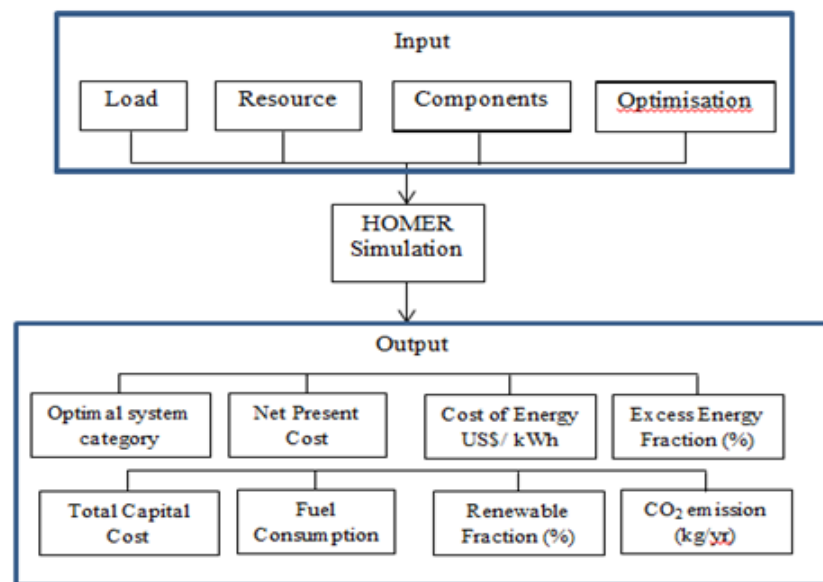 Input
Load
Resource
Components
Optimisation
HOMER
Simulation
Output
Optimal system
category
Net Present
Cost
Cost of Energy
US$/ kWh
Excess Energy
Fraction (%)
Total Capital
Cost
Fuel
Consumption
Renewable
Fraction (%)
CO₂ emission
(kg/yr)